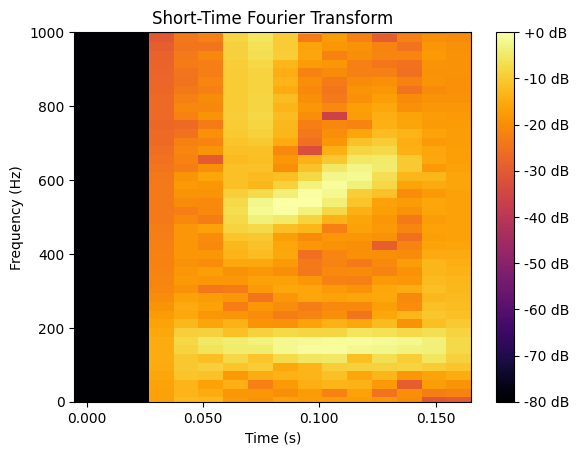 Short-Time Fourier Transform
1000
800
600
400
200
0
Frequency (Hz)
0.000
0.050
0.100
0.150
Time (s)
+0 dB
-10 dB
-20 dB
-30 dB
-40 dB
-50 dB
-60 dB
-70 dB
-80 dB